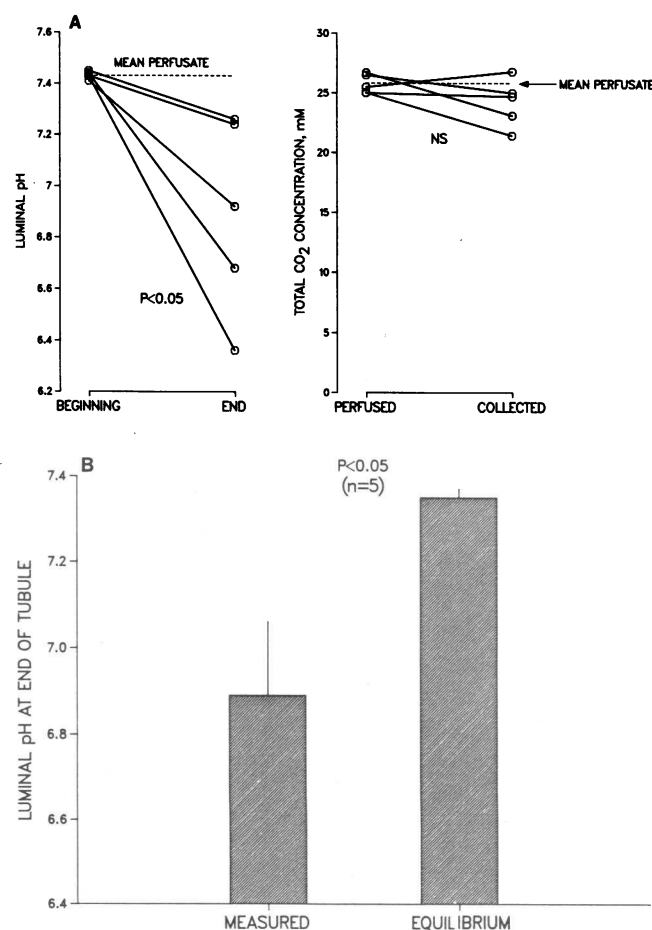 A
7.6
7.4
7.2
7
6.8
6.6
6.4
6.2
LUMINAL pH
MEAN PERFUSATE
P<0.05
BEGINNING
END
30
25
20
15
10
5
0
TOTAL CO₂ CONCENTRATION, mM
MEAN PERFUSATE
NS
PERFUSED
COLLECTED
B
7.4
7.2
7.0
6.8
6.6
6.4
LUMINAL pH AT END OF TUBULE
P<0.05
(n=5)
MEASURED
EQUILIBRIUM